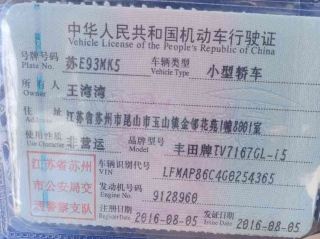 中华人民共和国机动车行驶证
Vehicle License of the People's Republic of China
号牌号码 苏E93MK5 车辆类型 小型轿车
Plate No. Vehicle Type
所有人 王湾湾
Owner
住址 江苏省苏州市昆山市玉山镇金邻花苑1幢3001室
Address
使用性质 非营运 品牌型号 丰田牌TV7167GL-i5
Use Character Model
江苏省苏州市公安局交通警察支队
车辆识别代号 LFMAP86C4G0254365
VIN
发动机号码 9128960
Engine No.
注册日期 2016-08-05 发证日期 2016-08-05
Register Date Issue Date